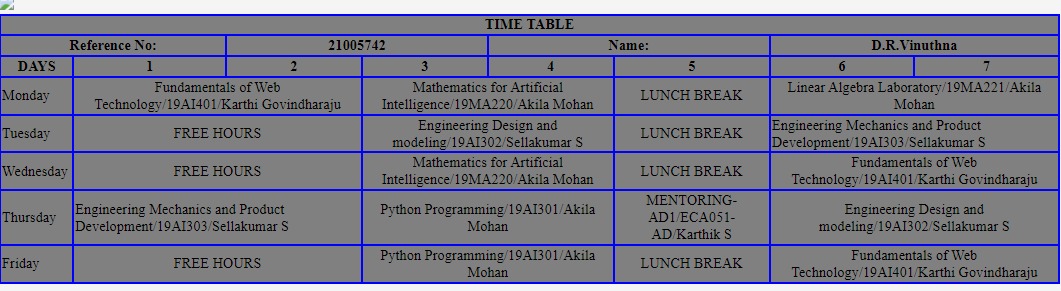 TIME TABLE
Reference No: 21005742 Name: D.R.Vinuthna
DAYS 1 2 3 4 5 6 7
Monday
Fundamentals of Web
Technology/19AI401/Karthi Govindharaju
Mathematics for Artificial
Intelligence/19MA220/Akila Mohan
LUNCH BREAK
Linear Algebra Laboratory/19MA221/Akila
Mohan
Tuesday
FREE HOURS
Engineering Design and
modeling/19AI302/Sellakumar S
LUNCH BREAK
Engineering Mechanics and Product
Development/19AI303/Sellakumar S
Wednesday
FREE HOURS
Mathematics for Artificial
Intelligence/19MA220/Akila Mohan
LUNCH BREAK
Fundamentals of Web
Technology/19AI401/Karthi Govindharaju
Thursday
Engineering Mechanics and Product
Development/19AI303/Sellakumar S
Python Programming/19AI301/Akila
Mohan
MENTORING-
AD1/ECA051-
AD/Karthik S
Engineering Design and
modeling/19AI302/Sellakumar S
Friday
FREE HOURS
Python Programming/19AI301/Akila
Mohan
LUNCH BREAK
Fundamentals of Web
Technology/19AI401/Karthi Govindharaju